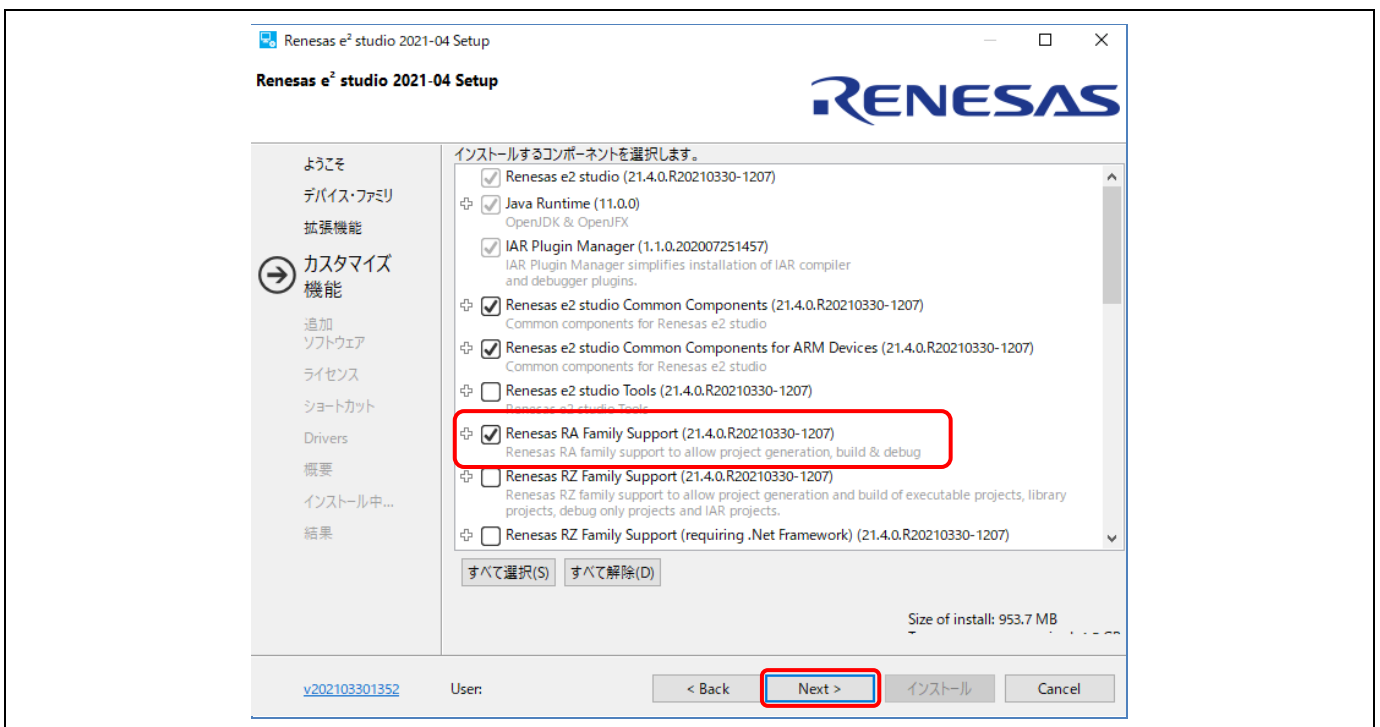 Renesas e² studio 2021-04 Setup
Renesas e² studio 2021-04 Setup
RENESAS
ようこそ
デバイス・ファミリ
拡張機能
カスタマイズ
機能
追加
ソフトウェア
ライセンス
ショートカット
Drivers
概要
インストール中...
結果
インストールするコンポーネントを選択します。
Renesas e2 studio (21.4.0.R20210330-1207)
Java Runtime (11.0.0)
OpenJDK & OpenJFX
IAR Plugin Manager (1.1.0.202007251457)
IAR Plugin Manager simplifies installation of IAR compiler
and debugger plugins.
Renesas e2 studio Common Components (21.4.0.R20210330-1207)
Common components for Renesas e2 studio
Renesas e2 studio Common Components for ARM Devices (21.4.0.R20210330-1207)
Common components for Renesas e2 studio
Renesas e2 studio Tools (21.4.0.R20210330-1207)
Renesas e2 studio Tools
Renesas RA Family Support (21.4.0.R20210330-1207)
Renesas RA family support to allow project generation, build & debug
Renesas RZ Family Support (21.4.0.R20210330-1207)
Renesas RZ family support to allow project generation and build of executable projects, library
projects, debug only projects and IAR projects.
Renesas RZ Family Support (requiring .Net Framework) (21.4.0.R20210330-1207)
すべて選択(S) すべて解除(D)
Size of install: 953.7 MB
v202103301352 User: < Back Next > インストール Cancel